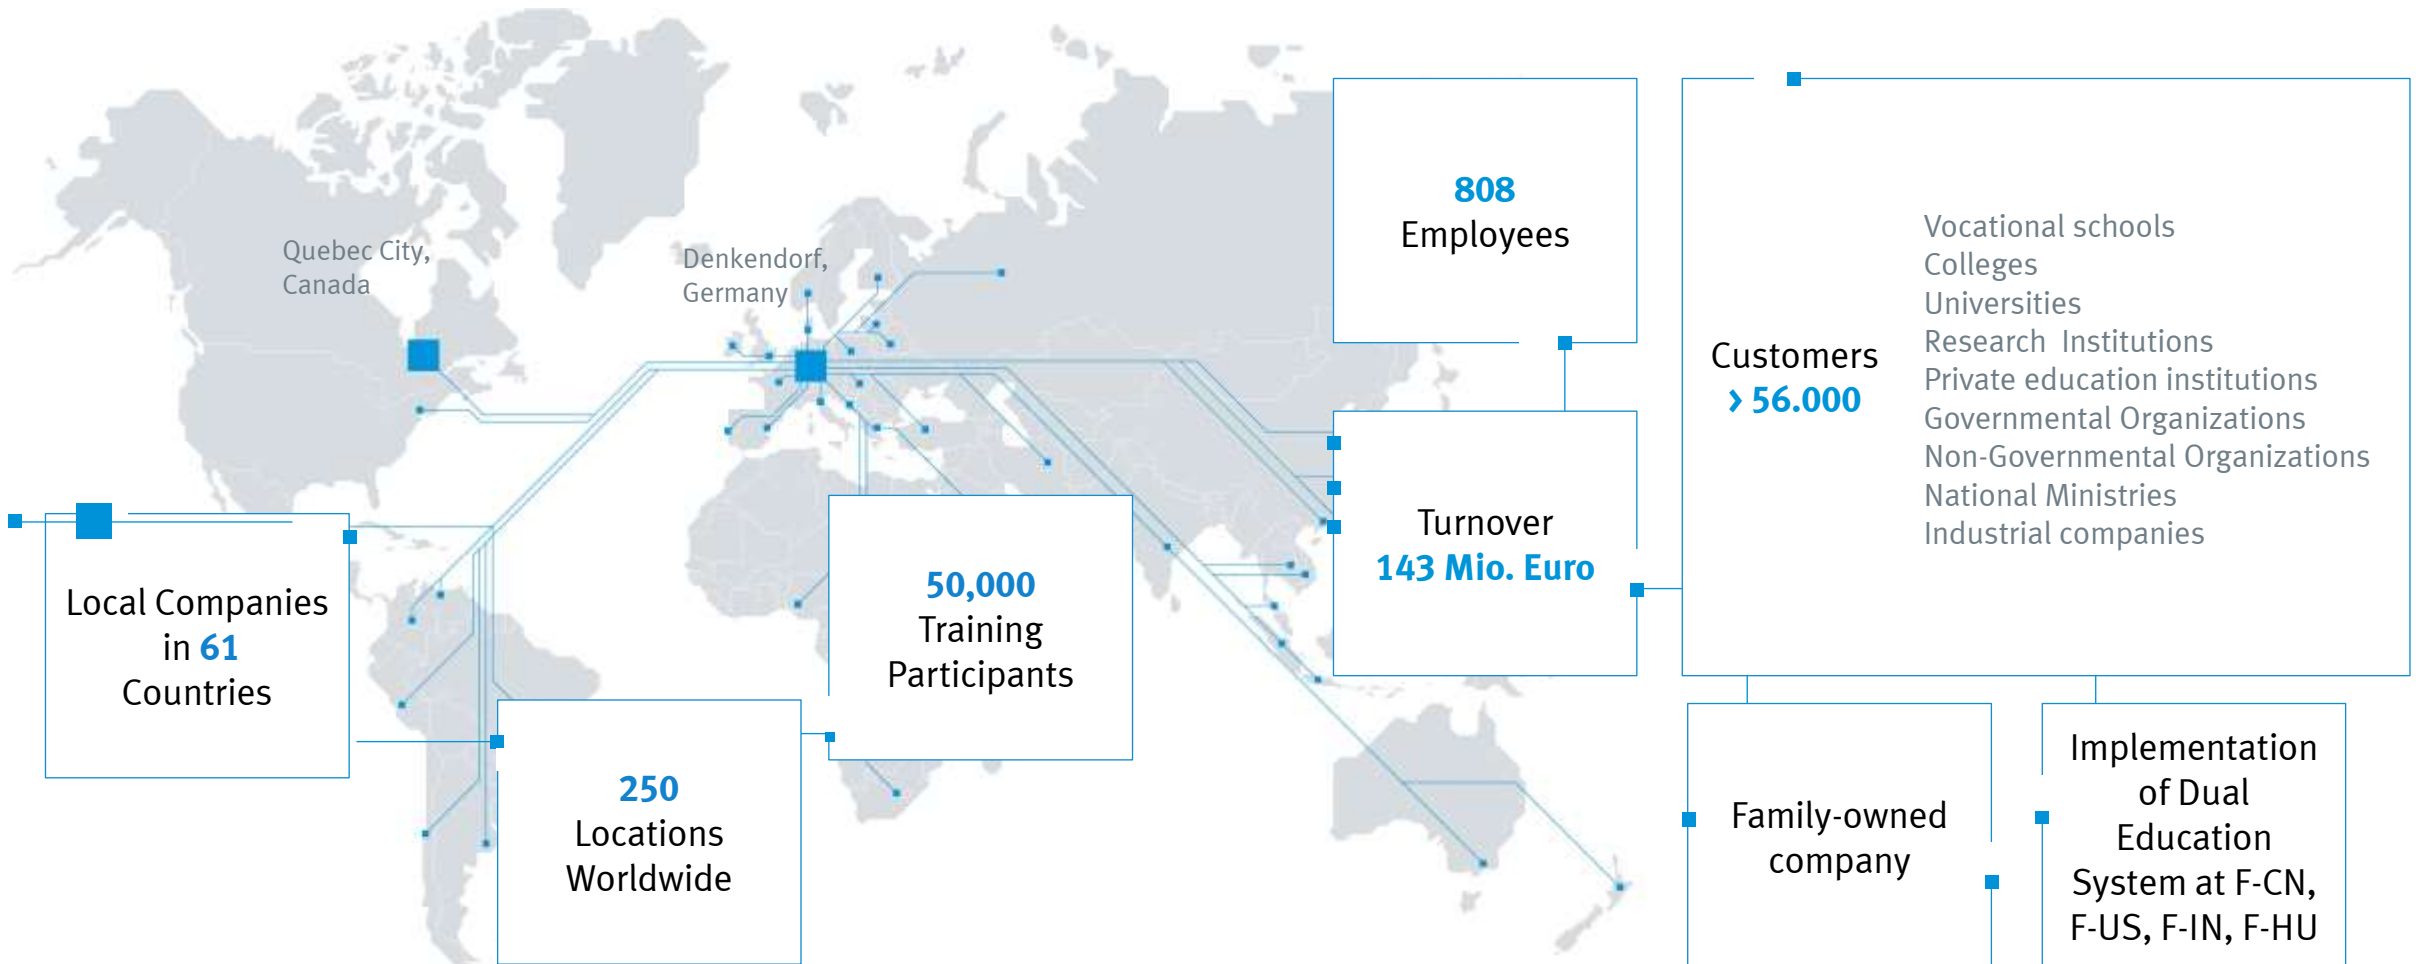 Quebec City,
Canada
Denkendorf,
Germany
Local Companies
in 61
Countries
250
Locations
Worldwide
50,000
Training
Participants
808
Employees
Turnover
143 Mio. Euro
Customers
> 56.000
Vocational schools
Colleges
Universities
Research Institutions
Private education institutions
Governmental Organizations
Non-Governmental Organizations
National Ministries
Industrial companies
Family-owned
company
Implementation
of Dual
Education
System at F-CN,
F-US, F-IN, F-HU